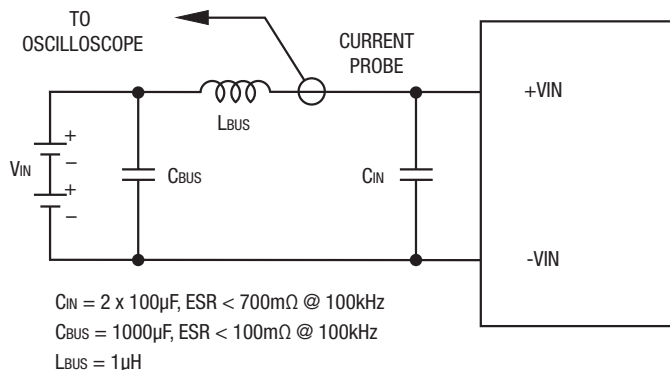 TO
OSCILLOSCOPE
CURRENT
PROBE
+VIN
LBUS
+
VIN
−
+
−
CBUS
CIN
-VIN
CIN = 2 x 100µF, ESR < 700mΩ @ 100kHz
CBUS = 1000µF, ESR < 100mΩ @ 100kHz
LBUS = 1µH